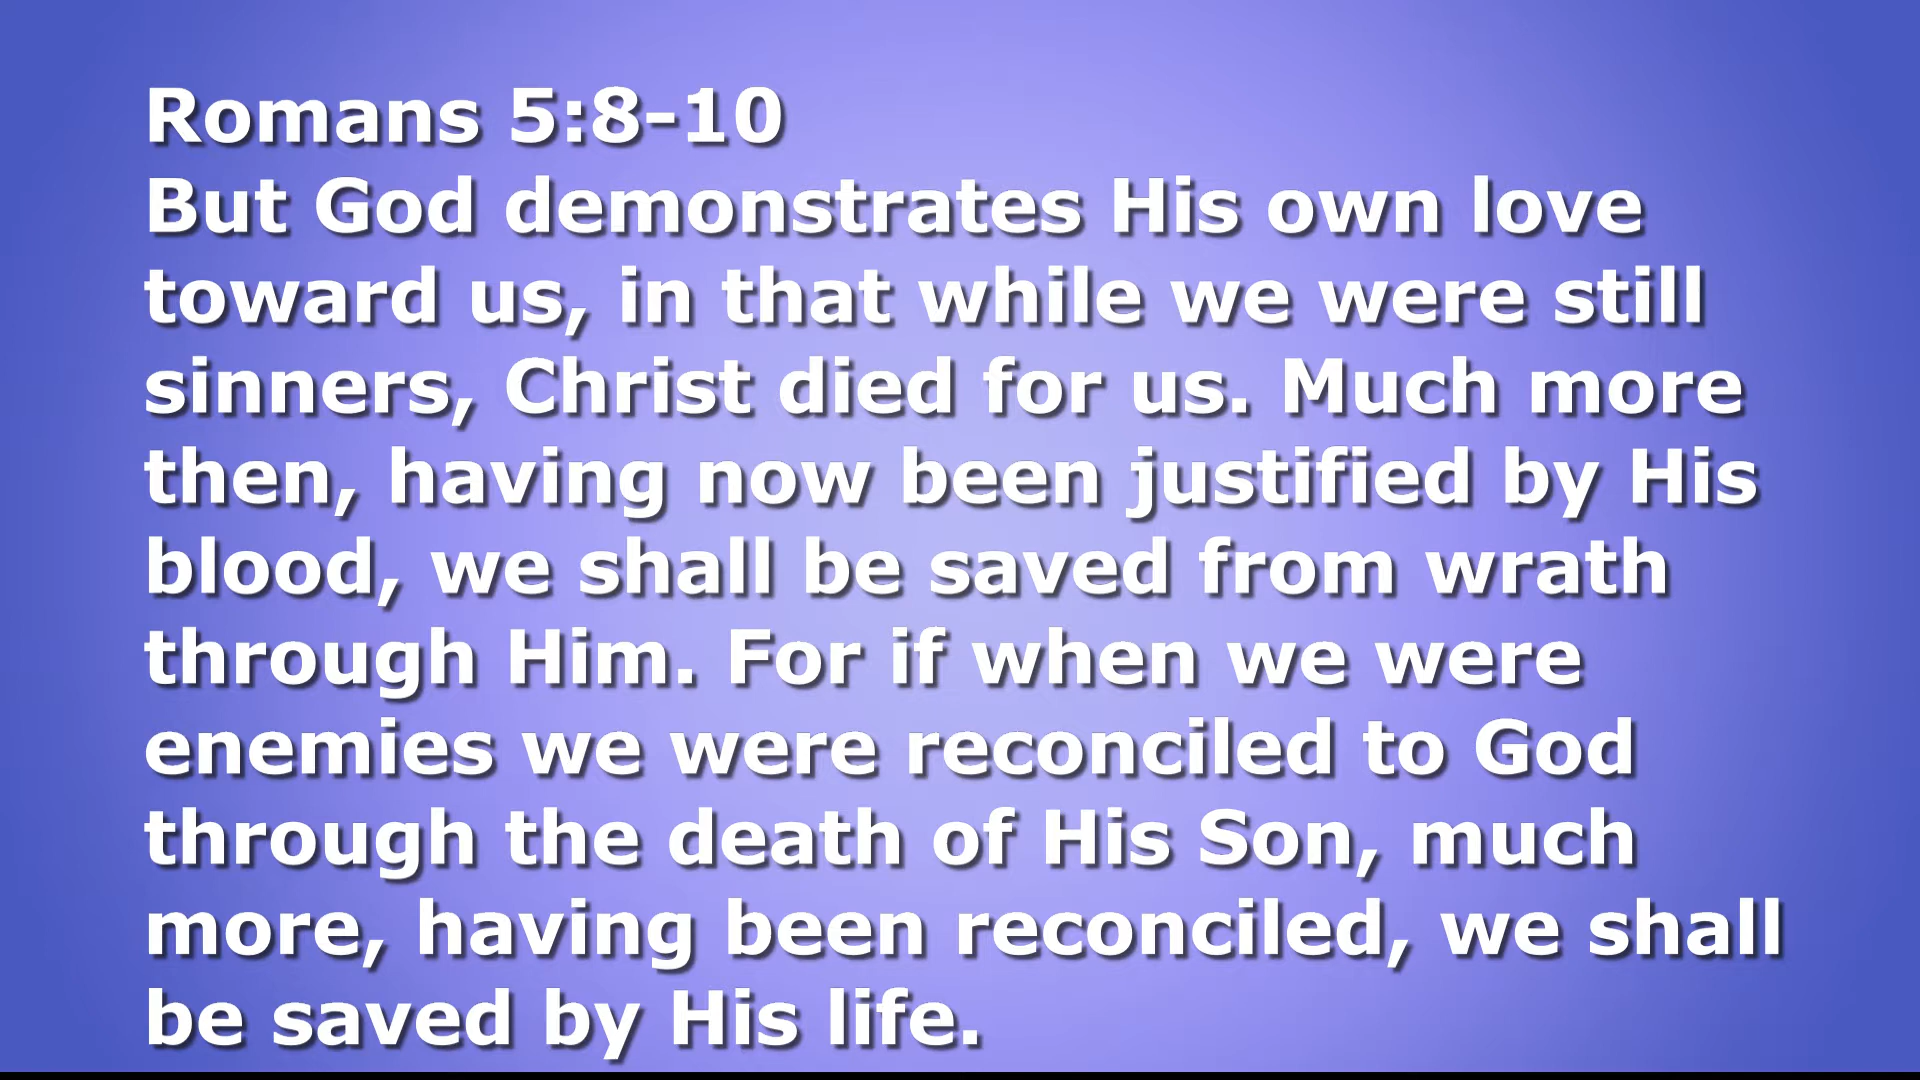 Romans 5:8-10
But God demonstrates His own love
toward us, in that while we were still
sinners, Christ died for us. Much more
then, having now been justified by His
blood, we shall be saved from wrath
through Him. For if when we were
enemies we were reconciled to God
through the death of His Son, much
more, having been reconciled, we shall
be saved by His life.